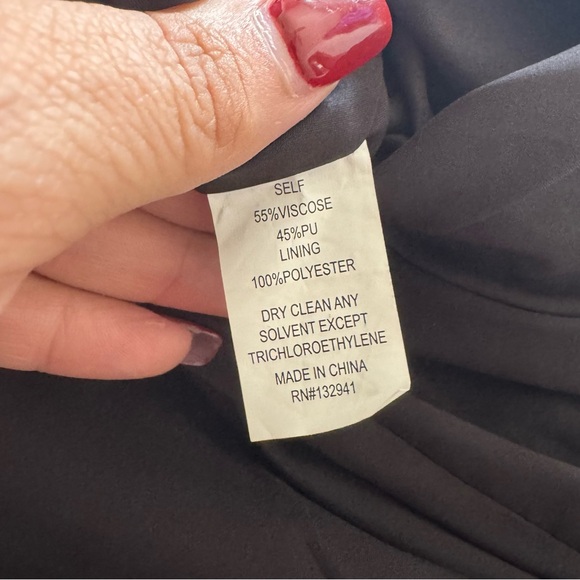 SELF
55%VISCOSE
45%PU
LINING
100%POLYESTER
DRY CLEAN ANY
SOLVENT EXCEPT
TRICHLOROETHYLENE
MADE IN CHINA
RN#132941